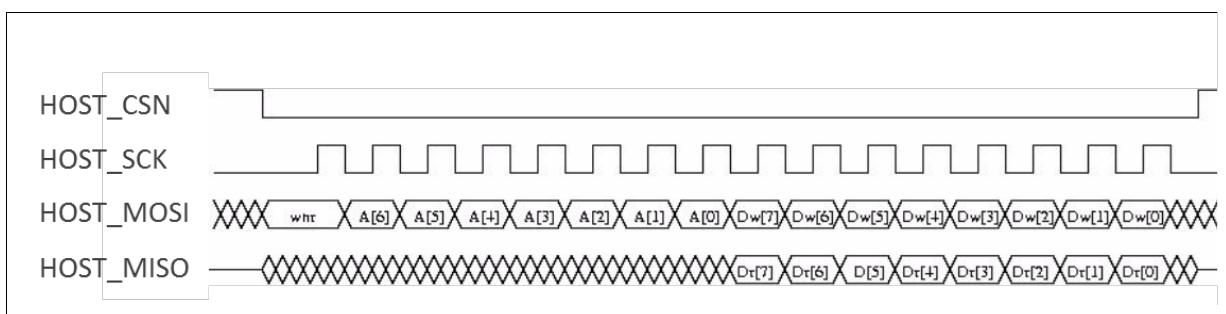 HOST_CSN
HOST_SCK
HOST_MOSI whr A[6] A[5] A[4] A[3] A[2] A[1] A[0] Dw[7] Dw[6] Dw[5] Dw[4] Dw[3] Dw[2] Dw[1] Dw[0]
HOST_MISO Dr[7] Dr[6] D[5] Dr[4] Dr[3] Dr[2] Dr[1] Dr[0]